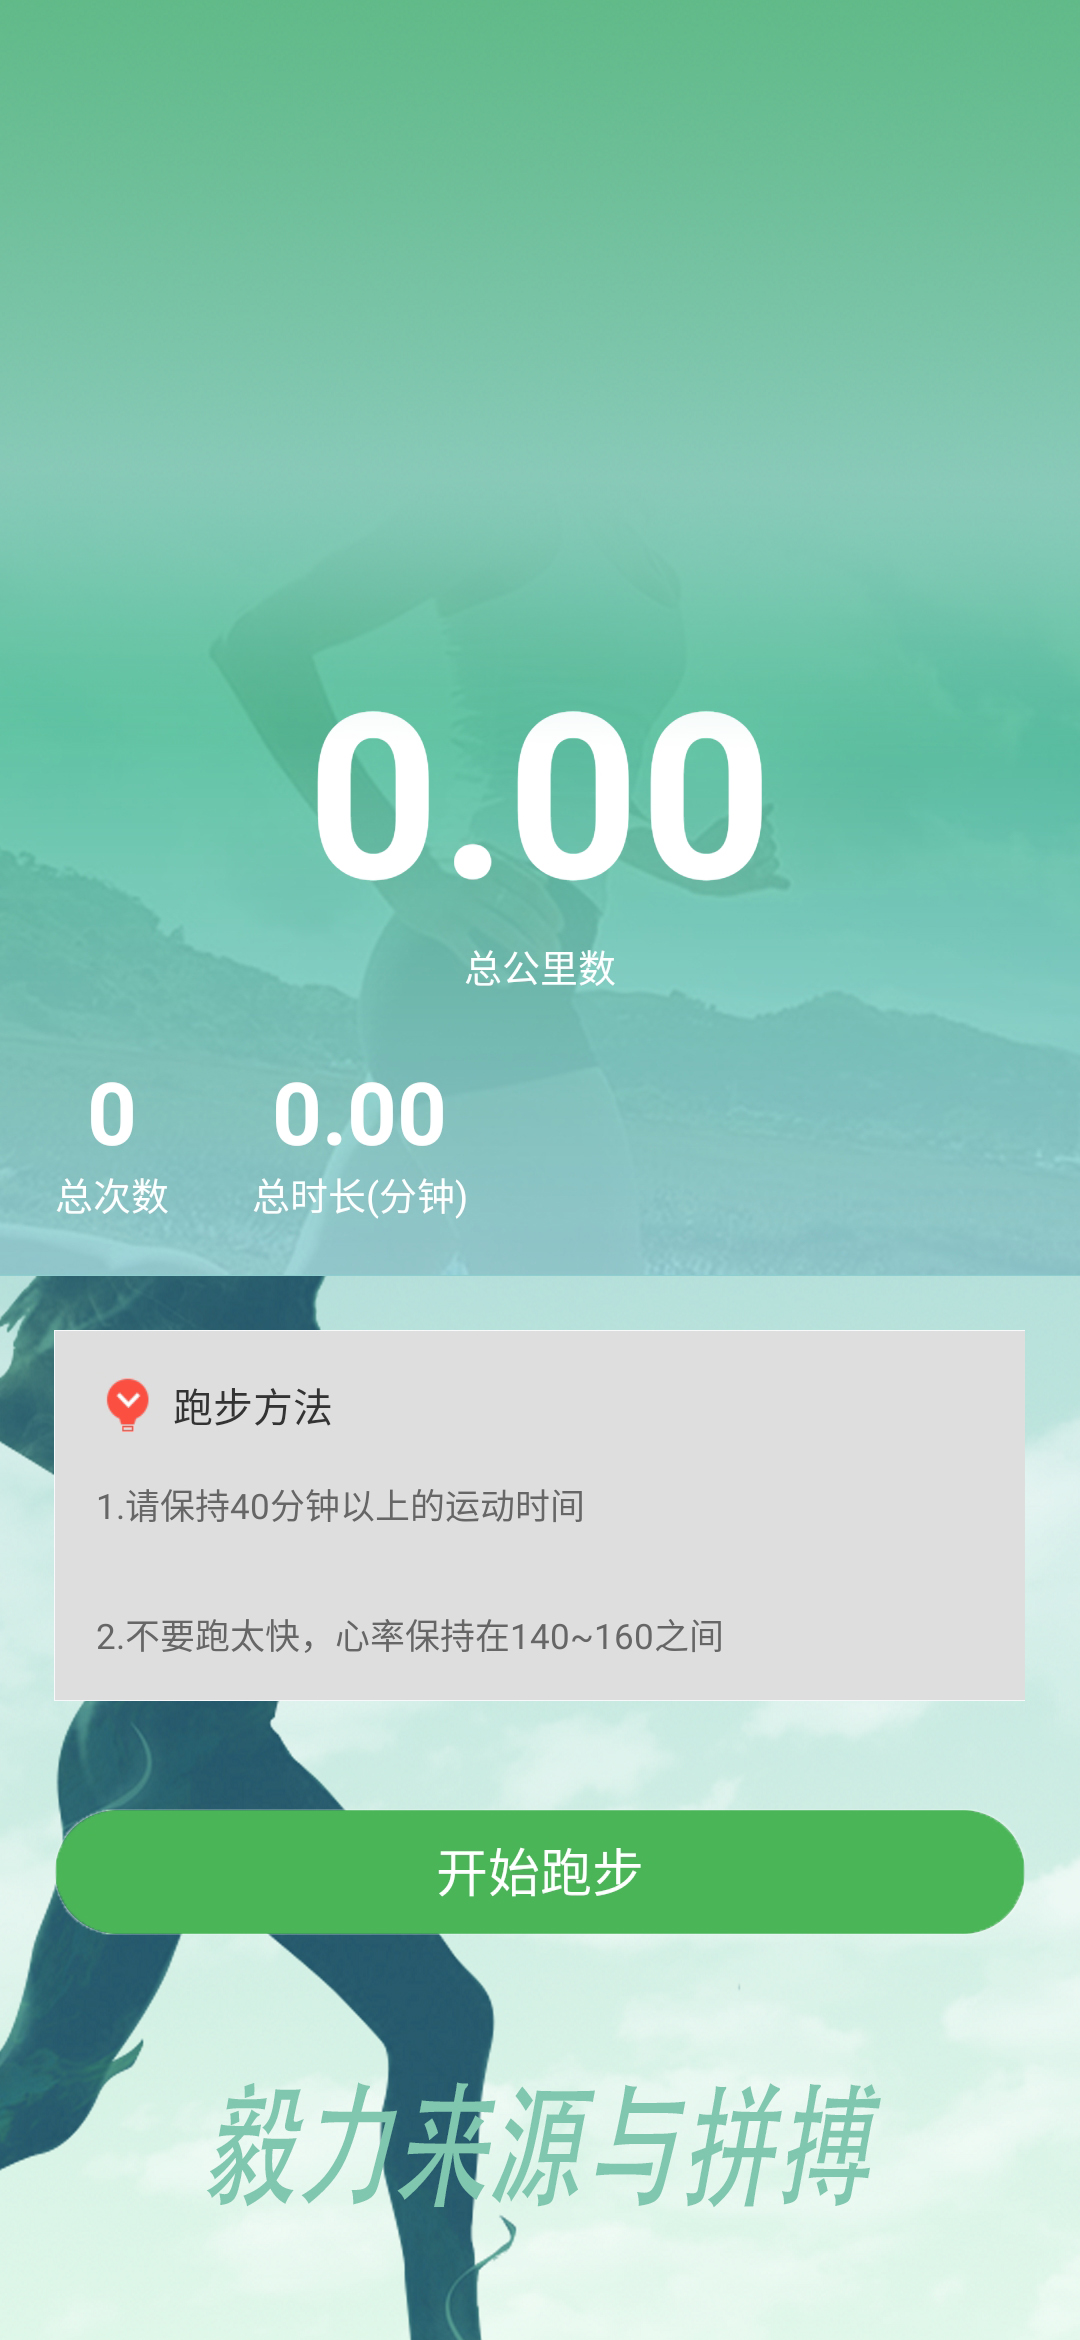 0.00
总公里数
0 0.00
总次数 总时长(分钟)
跑步方法
1.请保持40分钟以上的运动时间
2.不要跑太快，心率保持在140~160之间
开始跑步
毅力来源与拼搏